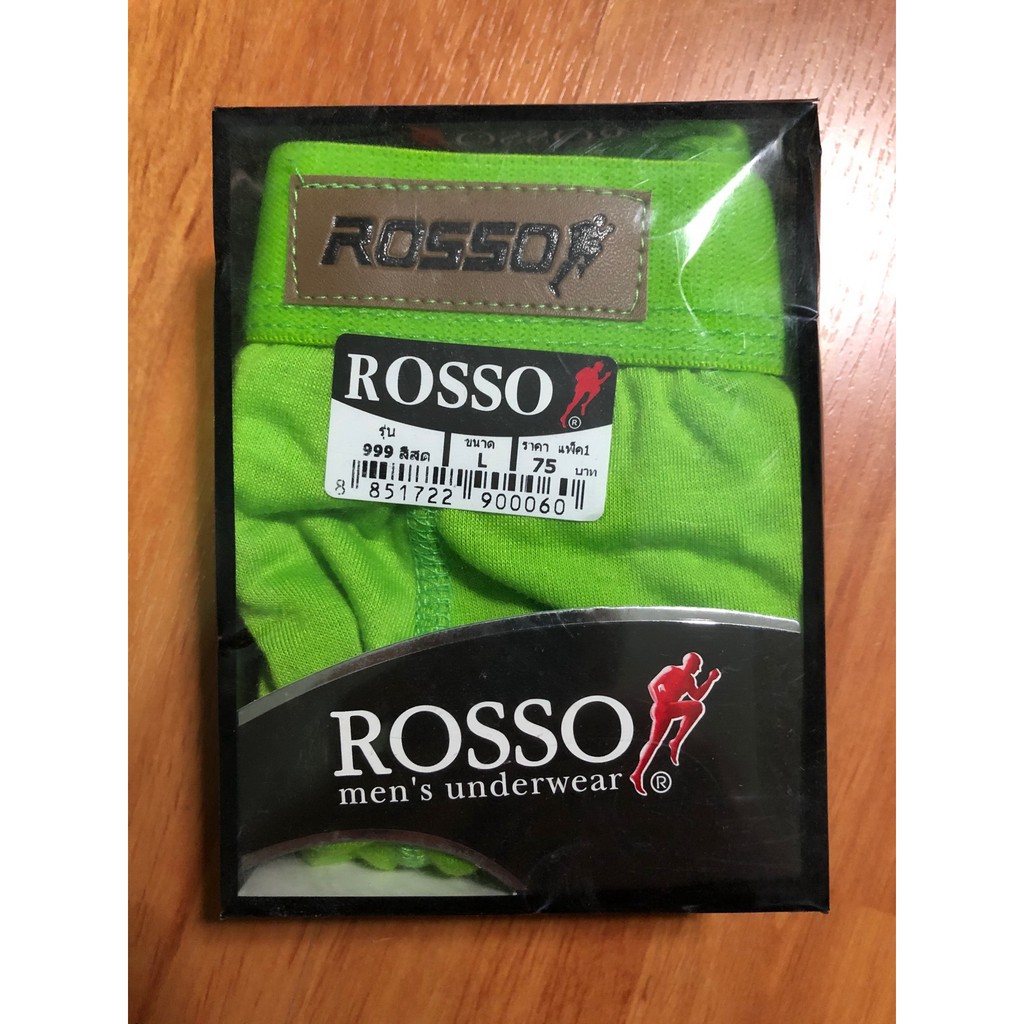 ROSSO
ROSSO
ROSSO ®
รุ่น ขนาด ราคา แพ็ค1
999 สีสด L 75 บาท
8 851722 900060
ROSSO
men's underwear ®